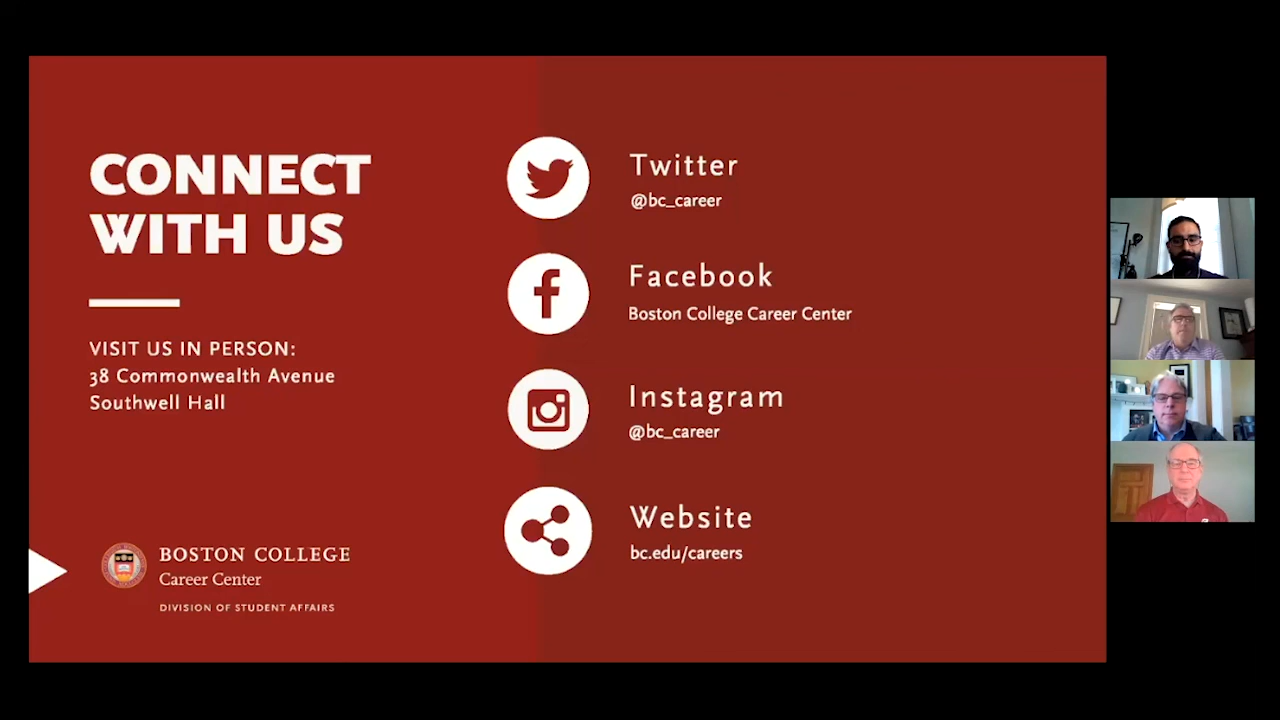 CONNECT
WITH US
VISIT US IN PERSON:
38 Commonwealth Avenue
Southwell Hall
BOSTON COLLEGE
Career Center
DIVISION OF STUDENT AFFAIRS
Twitter
@bc_career
Facebook
Boston College Career Center
Instagram
@bc_career
Website
bc.edu/careers